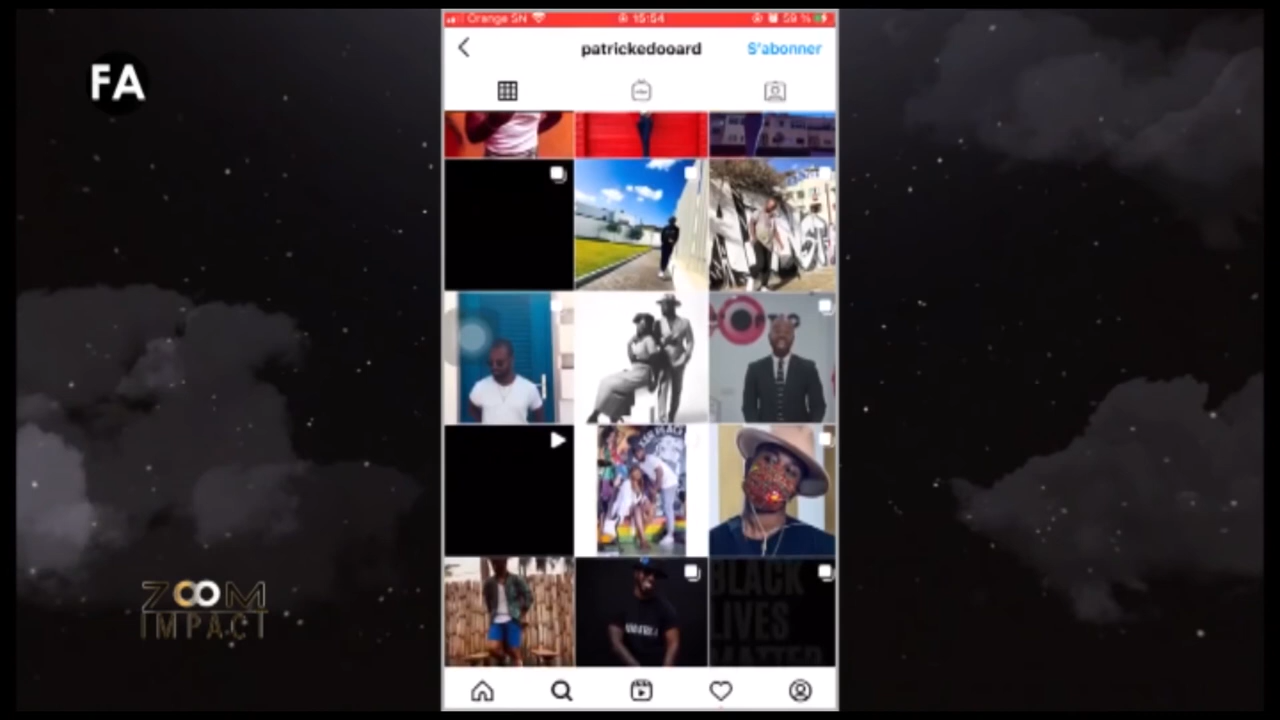 Orange SN 15:54 59 %
patrickedooard S'abonner
FA
BLACK
LIVES
MATTER
ZOOM
IMPACT